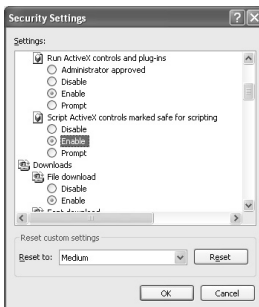 Security Settings
Settings:
Run ActiveX controls and plug-ins
Administrator approved
Disable
Enable
Prompt
Script ActiveX controls marked safe for scripting
Disable
Enable
Prompt
Downloads
File download
Disable
Enable
Reset custom settings
Reset to: Medium Reset
OK Cancel